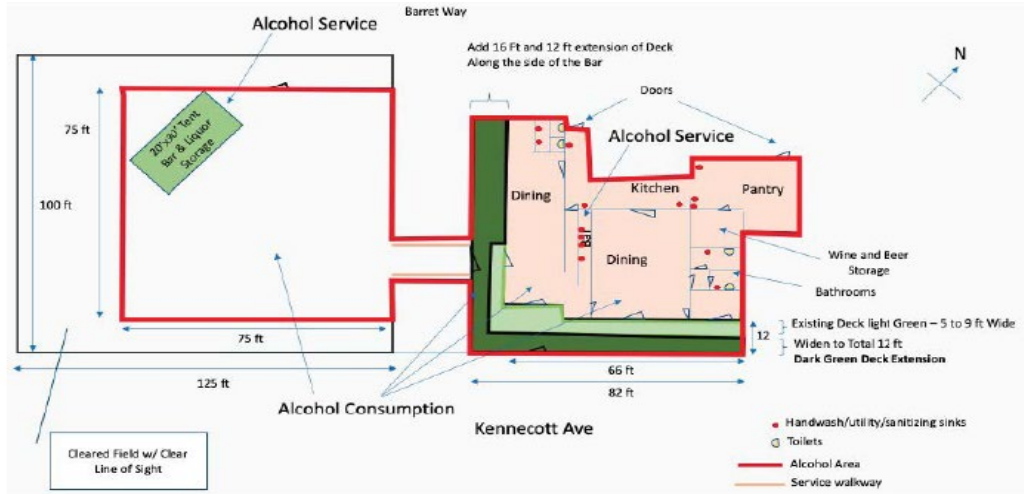 Barret Way
Alcohol Service
Add 16 Ft and 12 ft extension of Deck
Along the side of the Bar
N
Doors
20'x30' Tent
Bar & Liquor
Storage
75 ft
100 ft
Alcohol Service
Dining
Kitchen
Pantry
Bar
Dining
Wine and Beer
Storage
Bathrooms
12
Existing Deck light Green – 5 to 9 ft Wide
Widen to Total 12 ft
Dark Green Deck Extension
75 ft
66 ft
125 ft
82 ft
Alcohol Consumption
Kennecott Ave
Cleared Field w/ Clear
Line of Sight
Handwash/utility/sanitizing sinks
Toilets
Alcohol Area
Service walkway